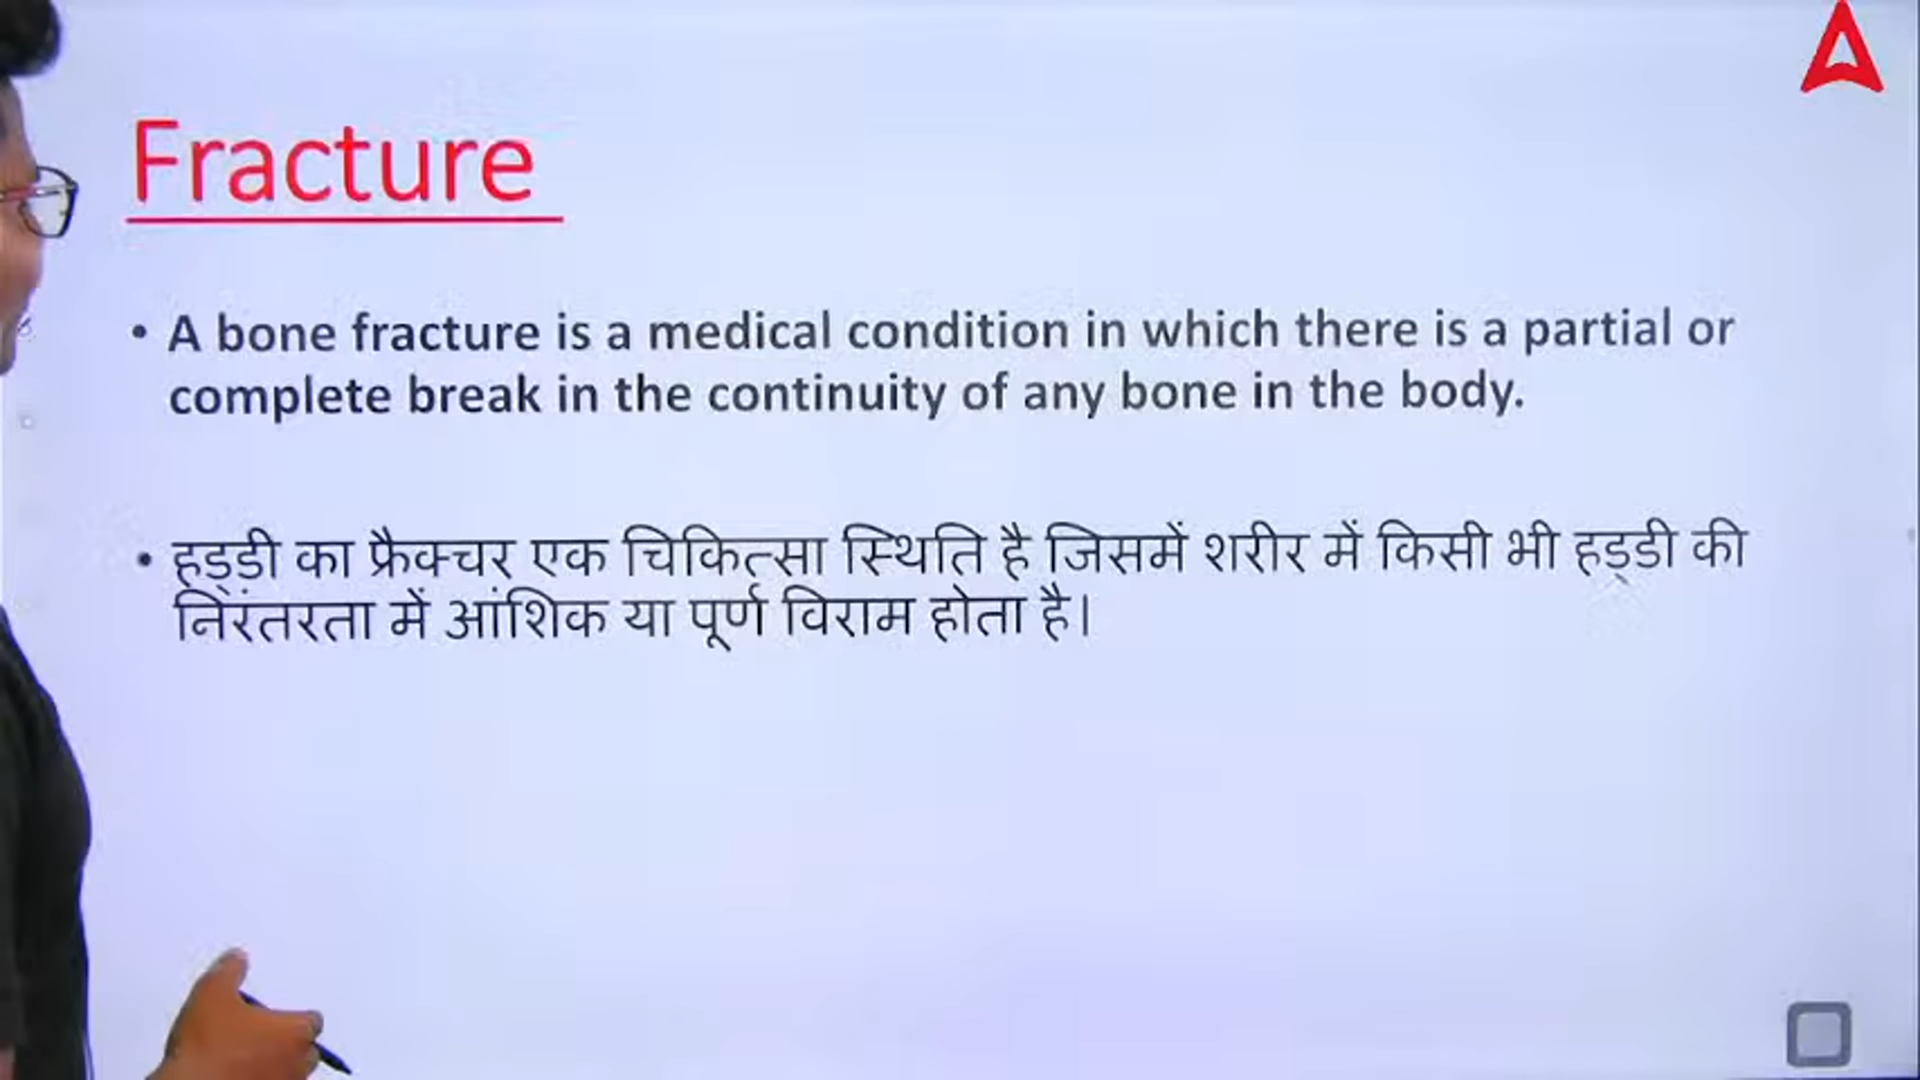 Fracture
• A bone fracture is a medical condition in which there is a partial or
complete break in the continuity of any bone in the body.
• हड्डी का फ्रैक्चर एक चिकित्सा स्थिति है जिसमें शरीर में किसी भी हड्डी की
निरंतरता में आंशिक या पूर्ण विराम होता है।